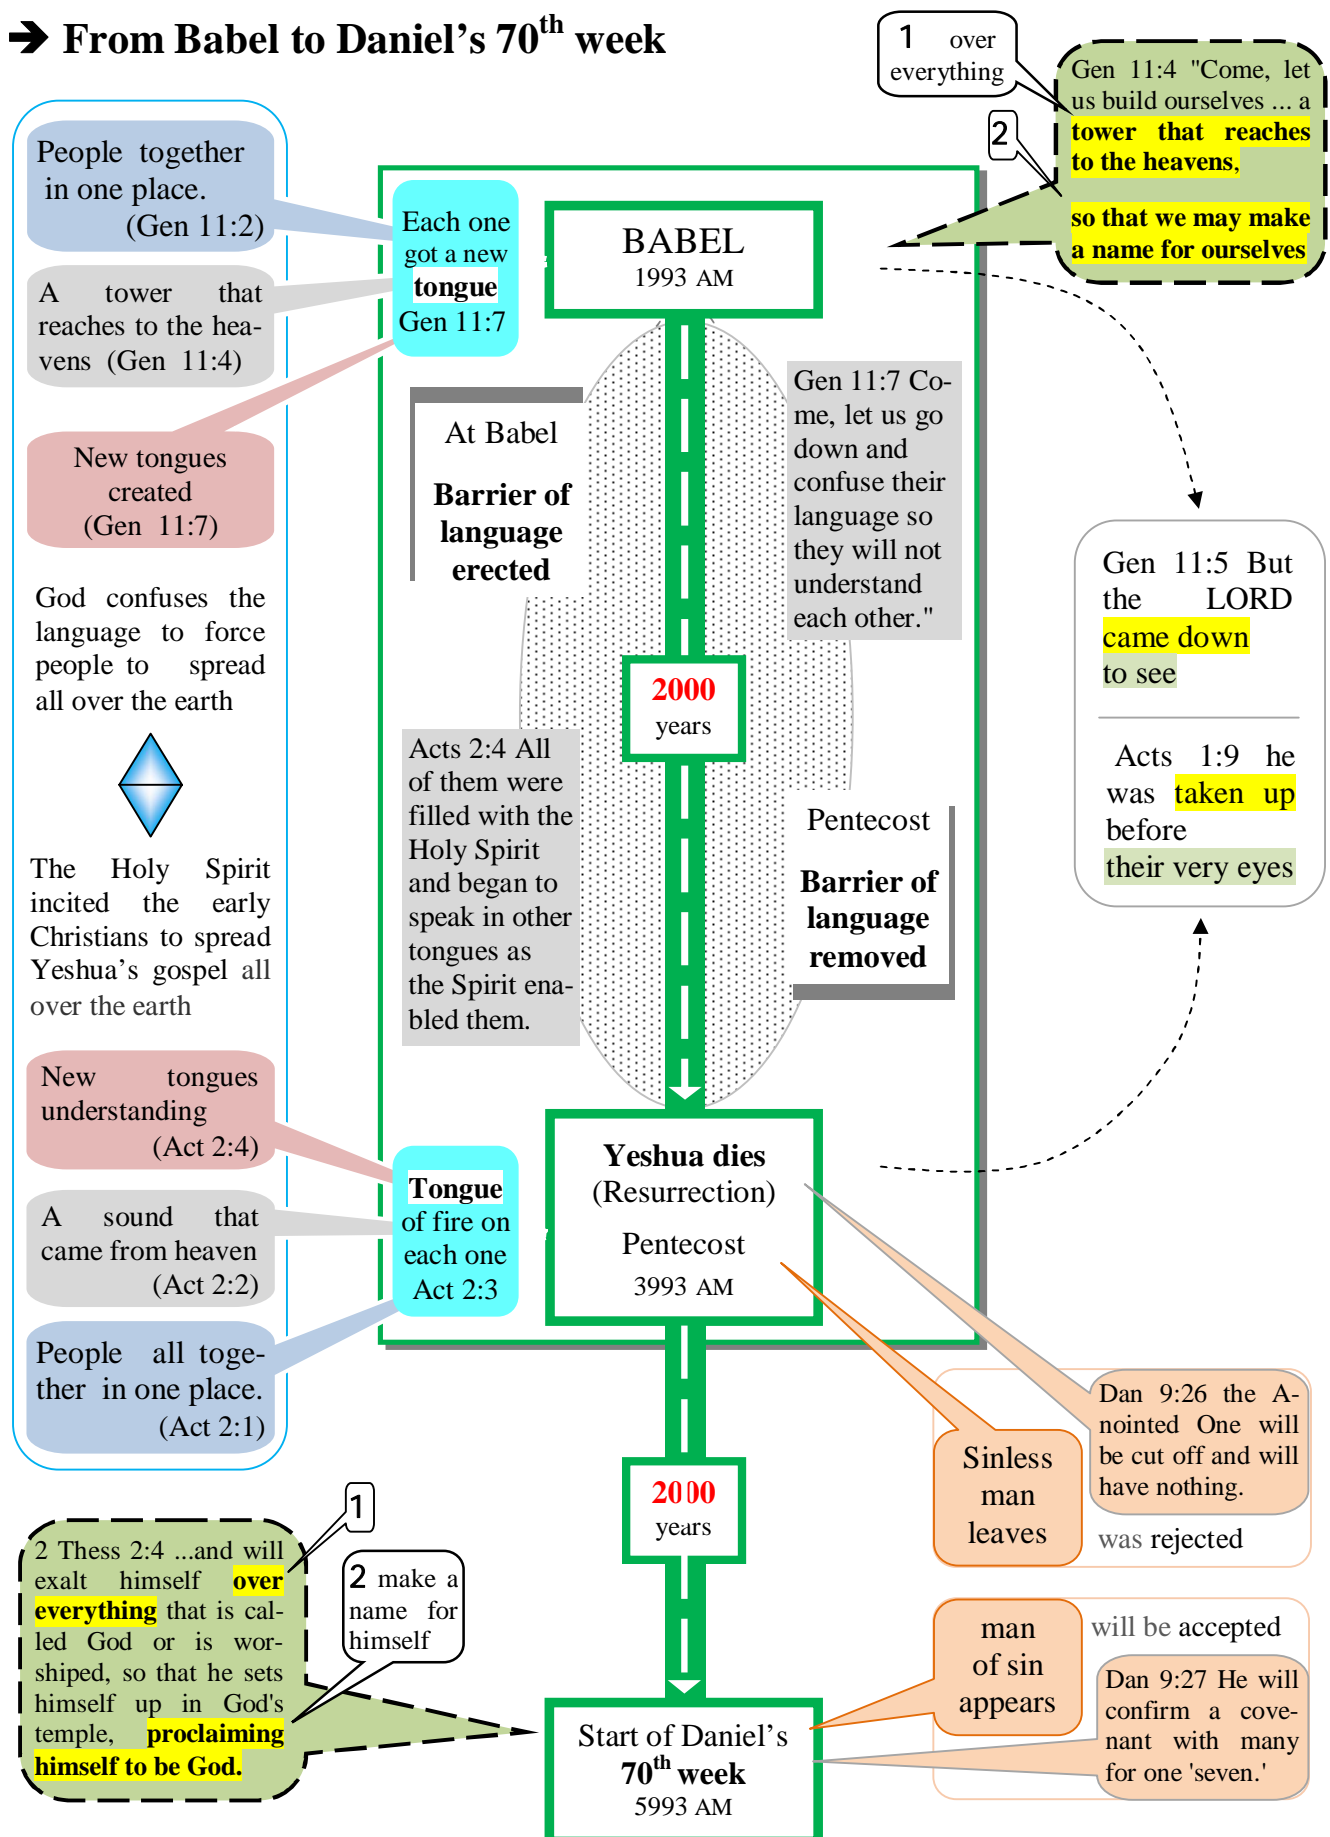 ➔ From Babel to Daniel's 70th week
1 over
everything
Gen 11:4 "Come, let
us build ourselves ... a
tower that reaches
to the heavens,
2
so that we may make
a name for ourselves
People together
in one place.
(Gen 11:2)
A tower that
reaches to the hea-
vens (Gen 11:4)
New tongues
created
(Gen 11:7)
Each one
got a new
tongue
Gen 11:7
BABEL
1993 AM
At Babel
Barrier of
language
erected
Gen 11:7 Co-
me, let us go
down and
confuse their
language so
they will not
understand
each other."
God confuses the
language to force
people to spread
all over the earth
The Holy Spirit
incited the early
Christians to spread
Yeshua's gospel all
over the earth
2000
years
Gen 11:5 But
the LORD
came down
to see
Acts 1:9 he
was taken up
before
their very eyes
Acts 2:4 All
of them were
filled with the
Holy Spirit
and began to
speak in other
tongues as
the Spirit ena-
bled them.
Pentecost
Barrier of
language
removed
New tongues
understanding
(Act 2:4)
A sound that
came from heaven
(Act 2:2)
People all toge-
ther in one place.
(Act 2:1)
Tongue
of fire on
each one
Act 2:3
Yeshua dies
(Resurrection)
Pentecost
3993 AM
Sinless
man
leaves
Dan 9:26 the A-
nointed One will
be cut off and will
have nothing.
was rejected
2000
years
1
2 Thess 2:4 ...and will
exalt himself over
everything that is cal-
led God or is wor-
shiped, so that he sets
himself up in God's
temple, proclaiming
himself to be God.
2 make a
name for
himself
man
of sin
appears
will be accepted
Dan 9:27 He will
confirm a cove-
nant with many
for one 'seven.'
Start of Daniel's
70th week
5993 AM